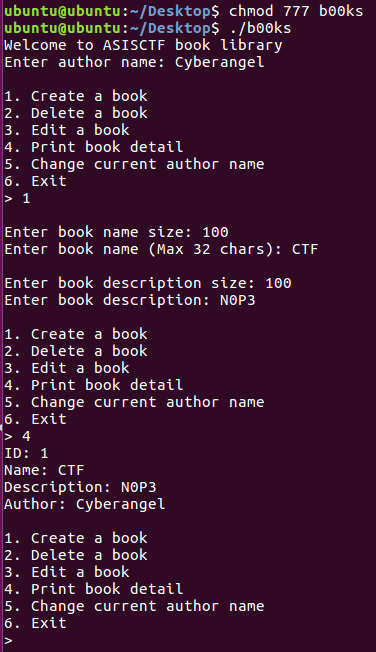 ubuntu@ubuntu:~/Desktop$ chmod 777 b00ks
ubuntu@ubuntu:~/Desktop$ ./b00ks
Welcome to ASISCTF book library
Enter author name: Cyberangel

1. Create a book
2. Delete a book
3. Edit a book
4. Print book detail
5. Change current author name
6. Exit
> 1

Enter book name size: 100
Enter book name (Max 32 chars): CTF

Enter book description size: 100
Enter book description: N0P3

1. Create a book
2. Delete a book
3. Edit a book
4. Print book detail
5. Change current author name
6. Exit
> 4
ID: 1
Name: CTF
Description: N0P3
Author: Cyberangel

1. Create a book
2. Delete a book
3. Edit a book
4. Print book detail
5. Change current author name
6. Exit
>